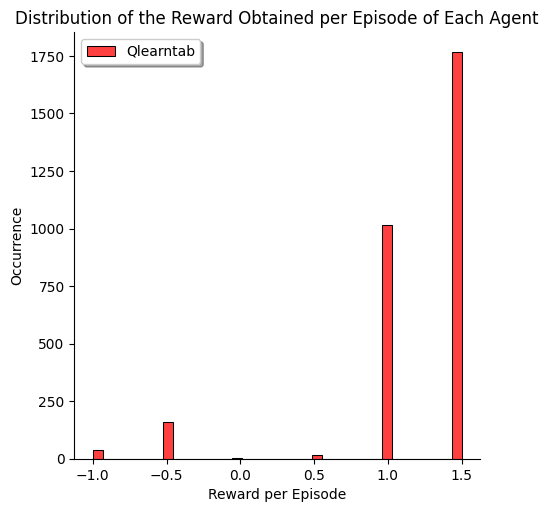 Distribution of the Reward Obtained per Episode of Each Agent
Qlearntab
1750
1500
1250
1000
750
500
250
0
Occurrence
−1.0 −0.5 0.0 0.5 1.0 1.5
Reward per Episode